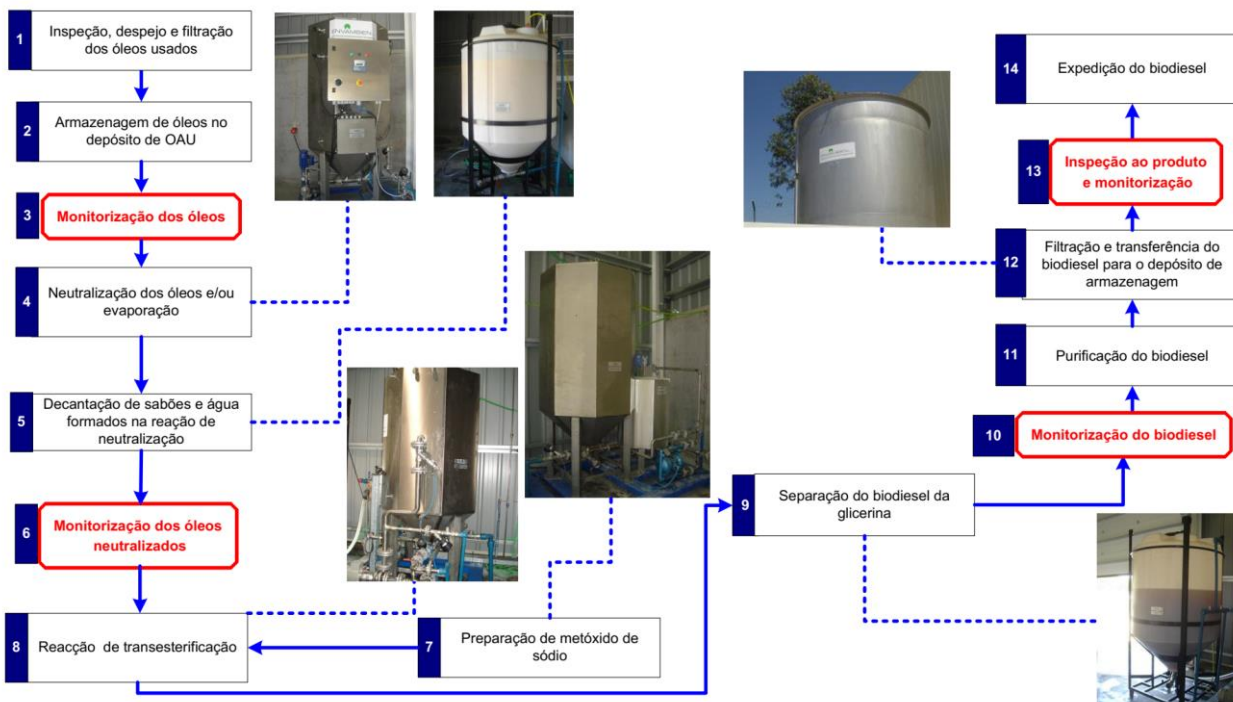 1
Inspeção, despejo e filtração
dos óleos usados
2
Armazenagem de óleos no
depósito de OAU
3
Monitorização dos óleos
4
Neutralização dos óleos e/ou
evaporação
5
Decantação de sabões e água
formados na reação de
neutralização
6
Monitorização dos óleos
neutralizados
8
Reacção de transesterificação
7
Preparação de metóxido de
sódio
9
Separação do biodiesel da
glicerina
14
Expedição do biodiesel
13
Inspeção ao produto
e monitorização
12
Filtração e transferência do
biodiesel para o depósito de
armazenagem
11
Purificação do biodiesel
10
Monitorização do biodiesel